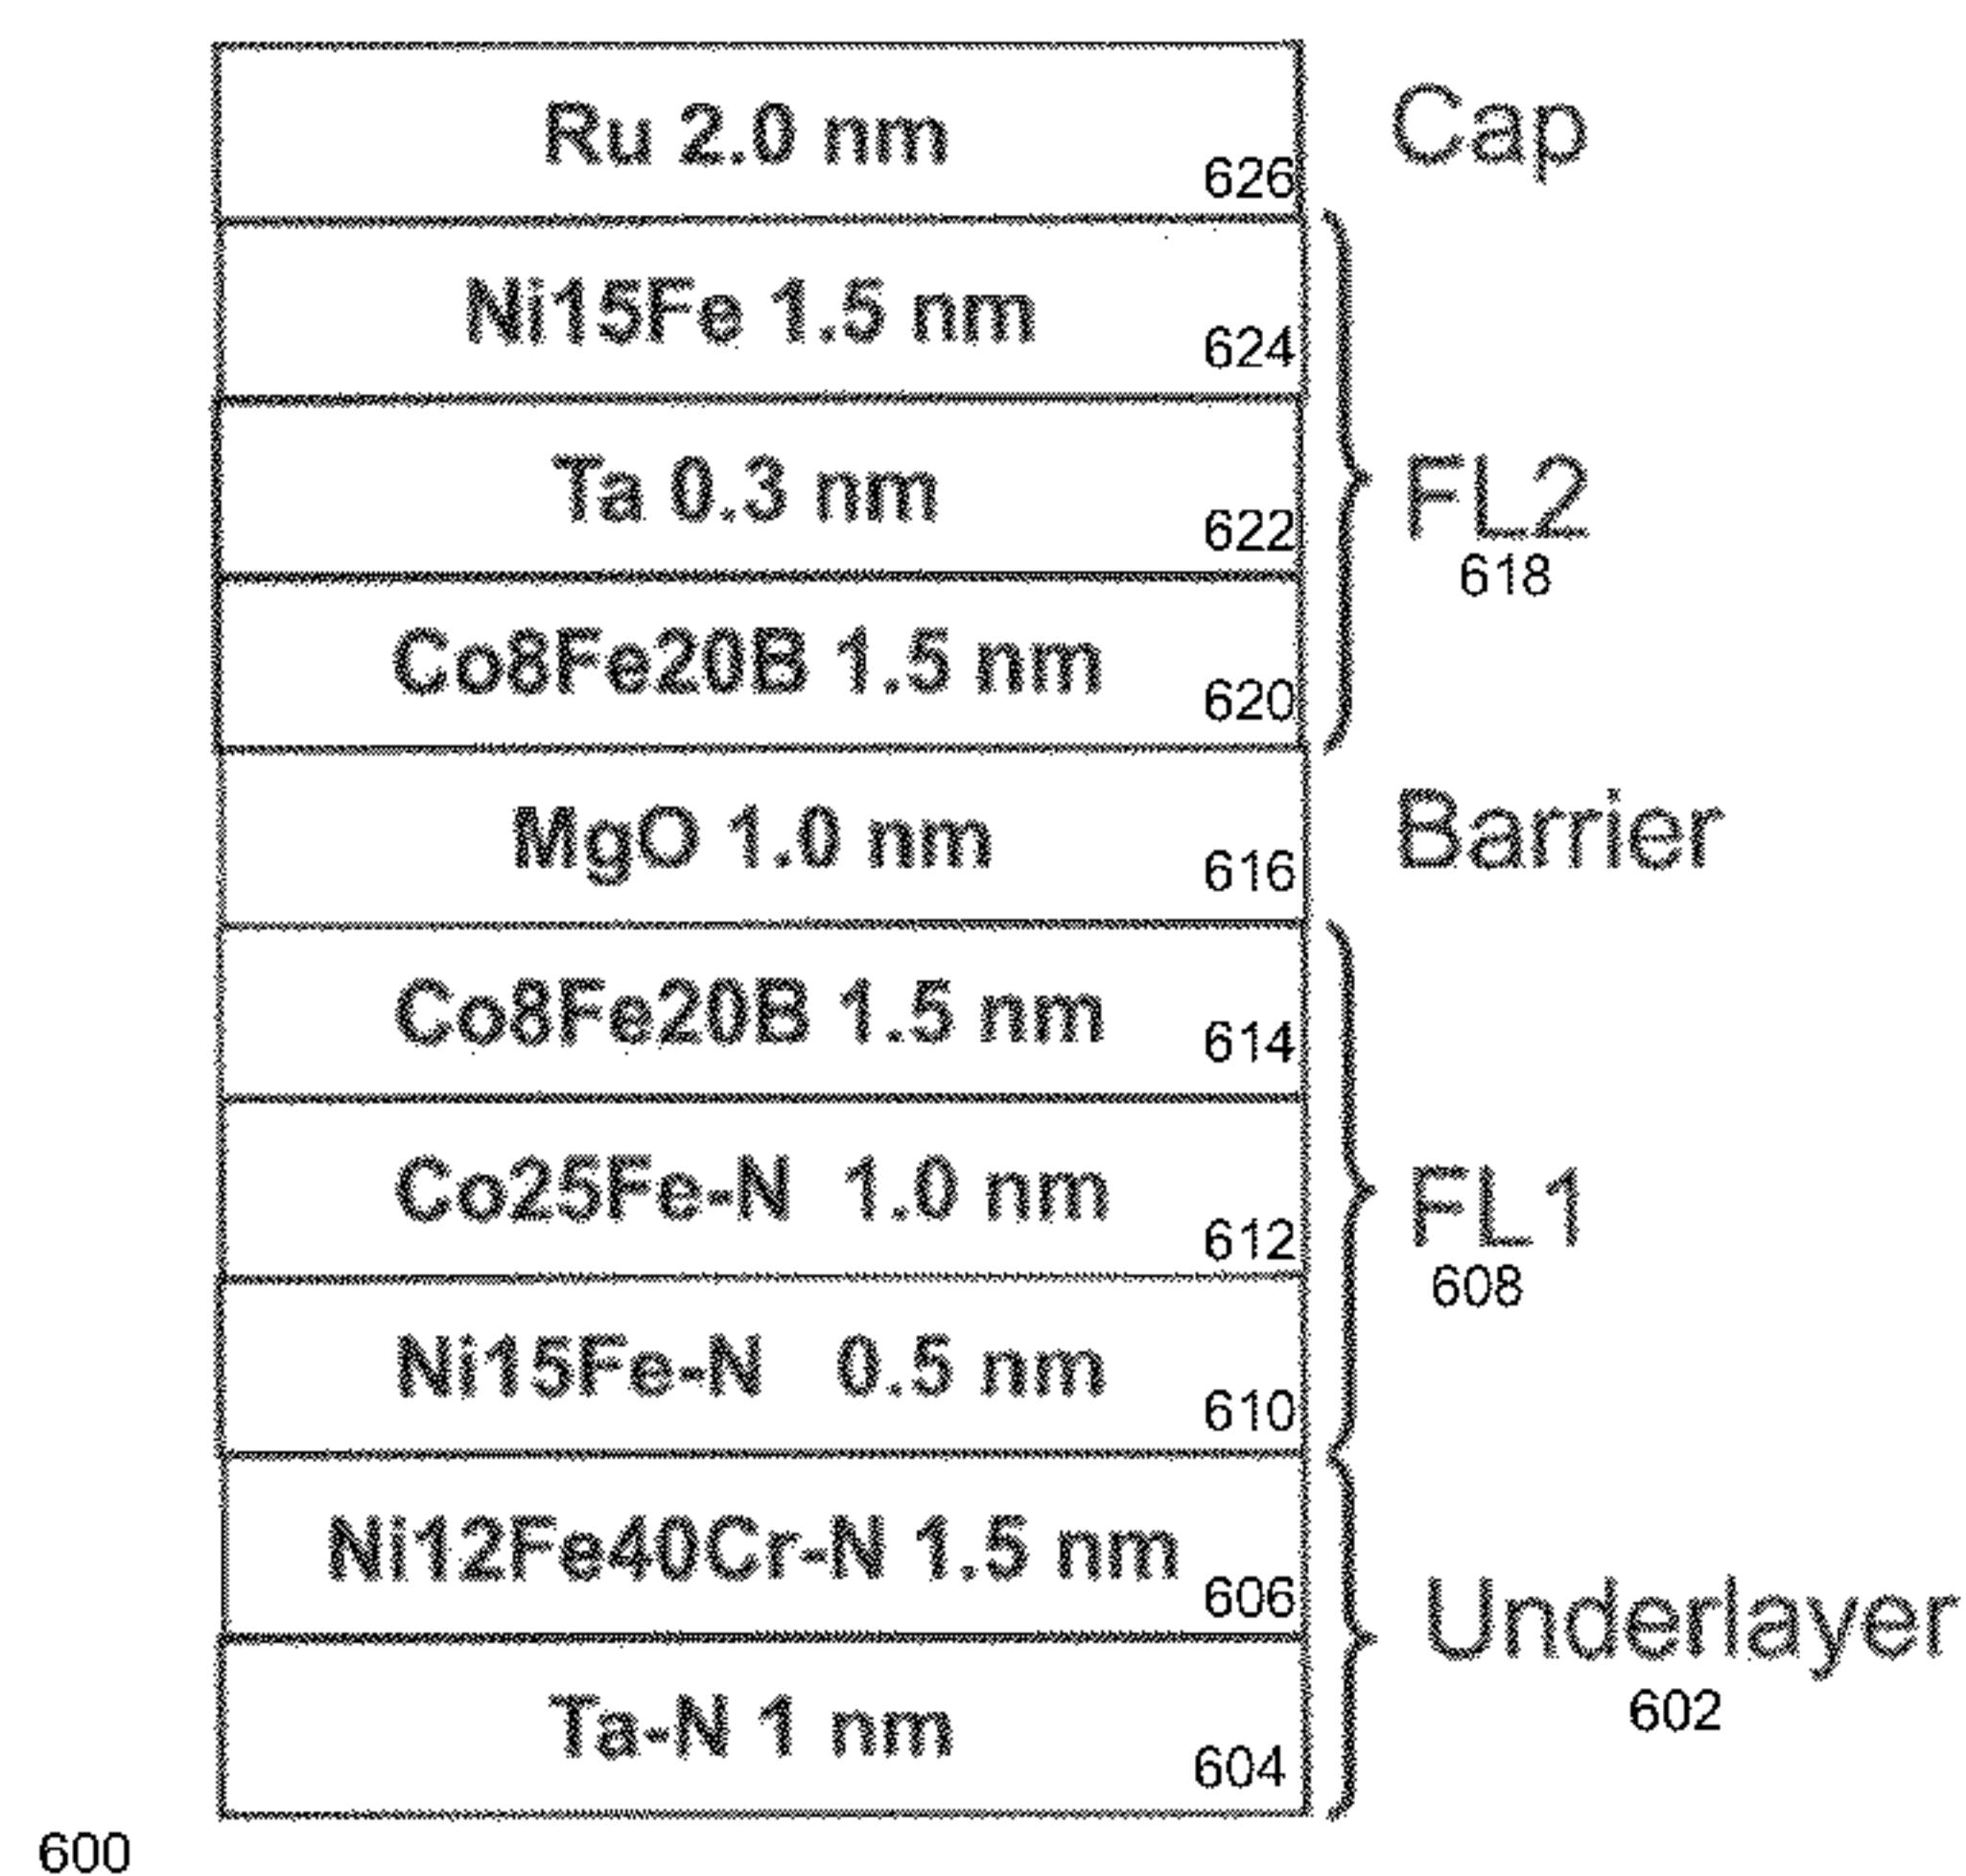 Ru 2.0 nm
626
Cap
Ni15Fe 1.5 nm
624
Ta 0.3 nm
622
FL2
618
Co8Fe20B 1.5 nm
620
MgO 1.0 nm
616
Barrier
Co8Fe20B 1.5 nm
614
Co25Fe-N 1.0 nm
612
FL1
608
Ni15Fe-N 0.5 nm
610
Ni12Fe40Cr-N 1.5 nm
606
Underlayer
602
Ta-N 1 nm
604
600